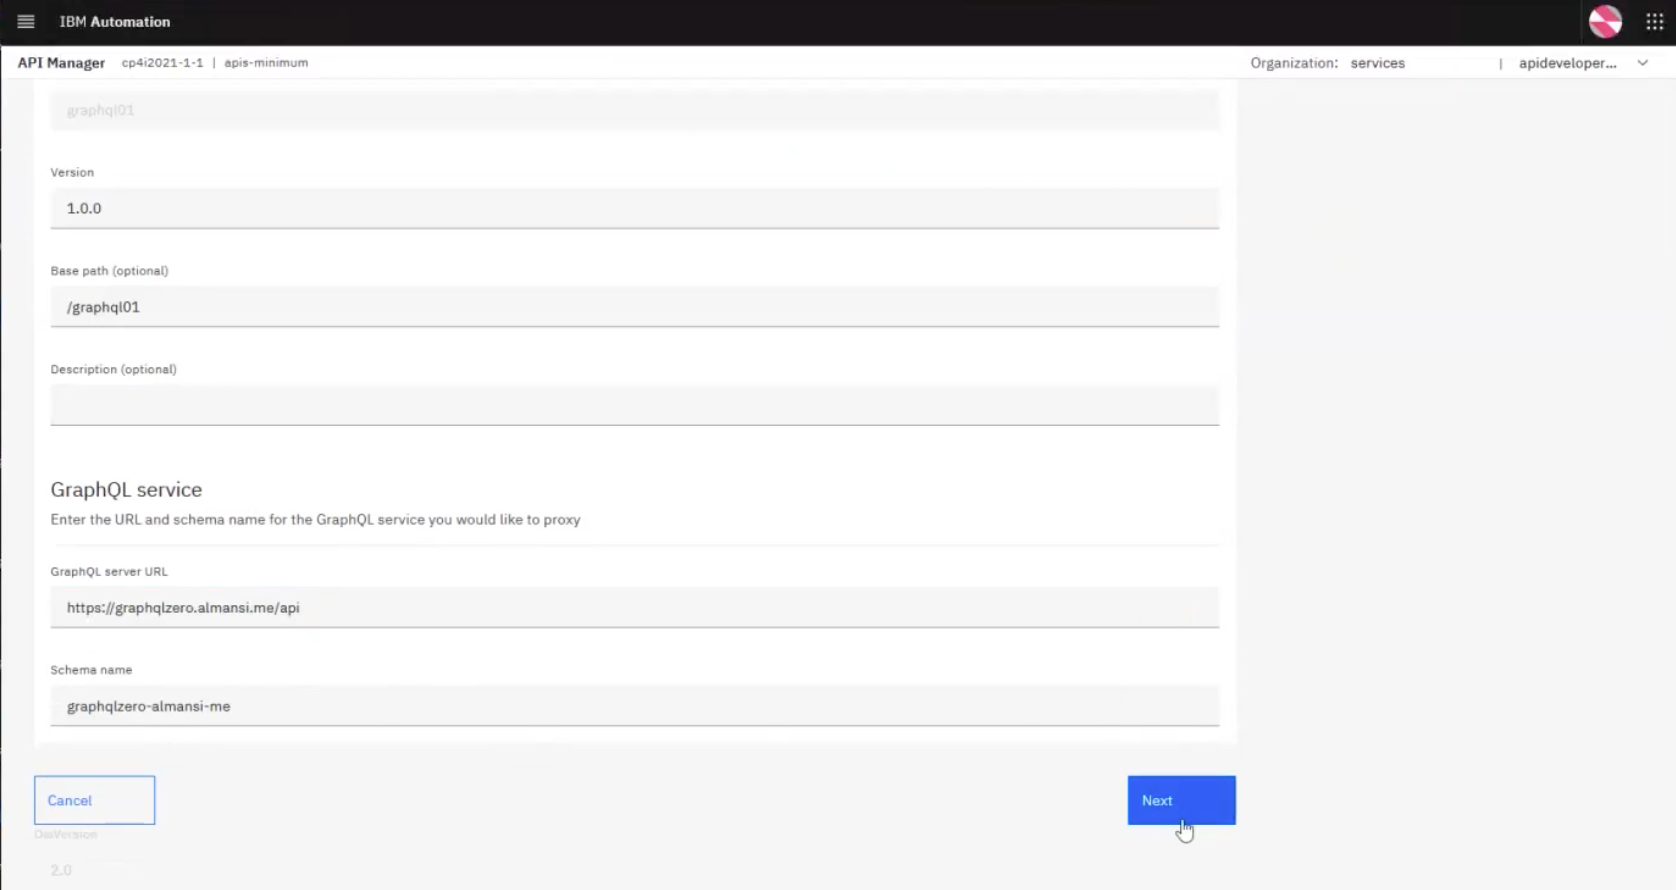 IBM Automation
API Manager cp4i2021-1-1 | apis-minimum Organization: services | apideveloper...
graphql01
Version
1.0.0
Base path (optional)
/graphql01
Description (optional)
GraphQL service
Enter the URL and schema name for the GraphQL service you would like to proxy
GraphQL server URL
https://graphqlzero.almansi.me/api
Schema name
graphqlzero-almansi-me
Cancel Next
2.0